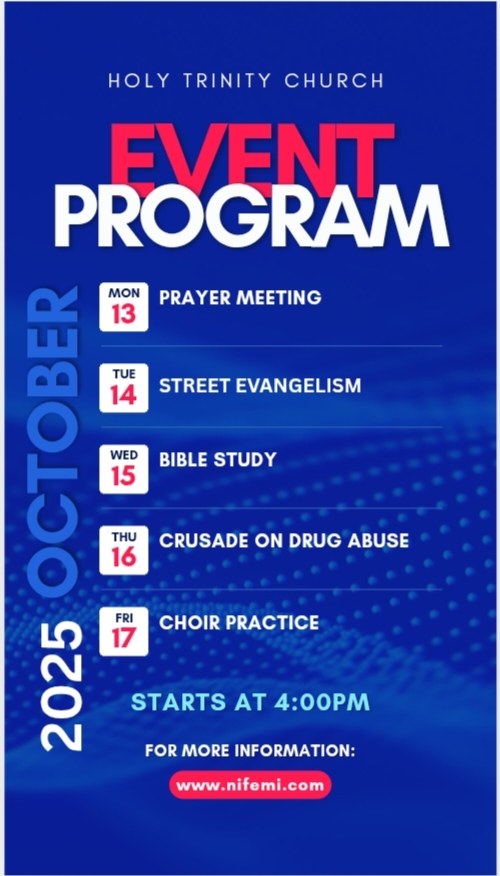 HOLY TRINITY CHURCH
EVENT
PROGRAM
OCTOBER
2025
MON
13
PRAYER MEETING
TUE
14
STREET EVANGELISM
WED
15
BIBLE STUDY
THU
16
CRUSADE ON DRUG ABUSE
FRI
17
CHOIR PRACTICE
STARTS AT 4:00PM
FOR MORE INFORMATION:
www.nifemi.com